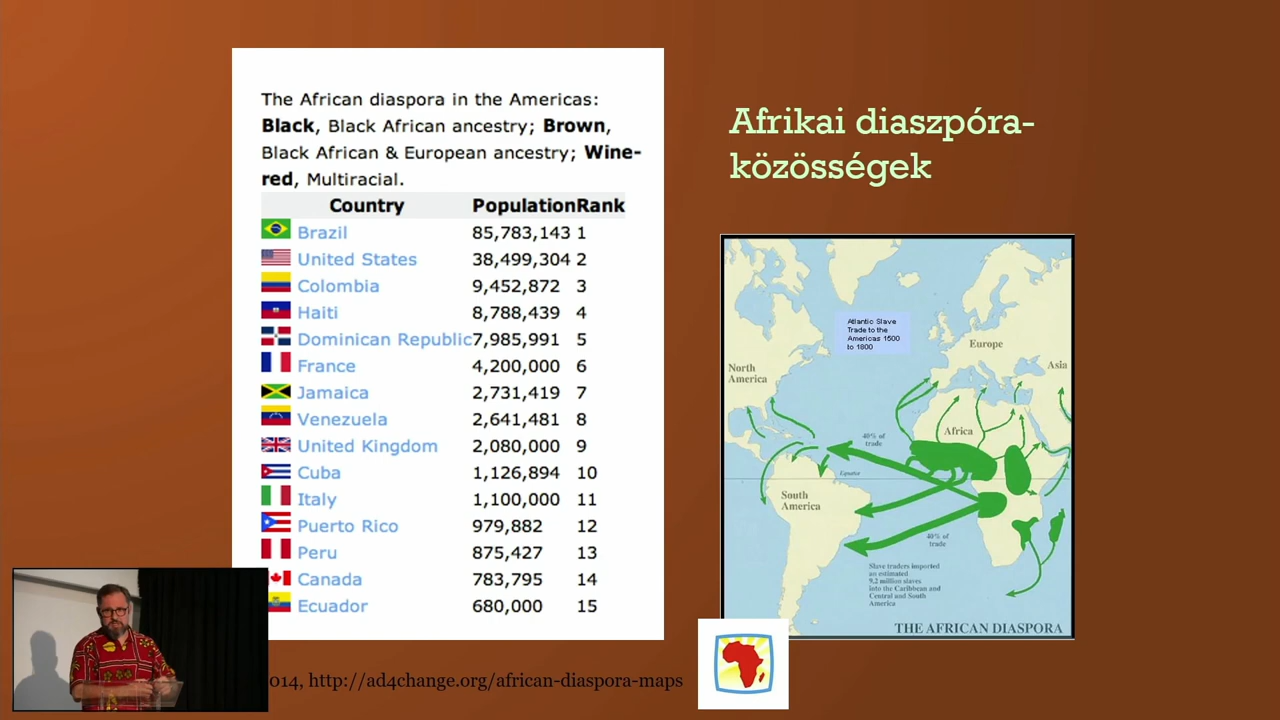 The African diaspora in the Americas:
Black, Black African ancestry; Brown,
Black African & European ancestry; Wine-
red, Multiracial.
Country PopulationRank
Brazil 85,783,143 1
United States 38,499,304 2
Colombia 9,452,872 3
Haiti 8,788,439 4
Dominican Republic 7,985,991 5
France 4,200,000 6
Jamaica 2,731,419 7
Venezuela 2,641,481 8
United Kingdom 2,080,000 9
Cuba 1,126,894 10
Italy 1,100,000 11
Puerto Rico 979,882 12
Peru 875,427 13
Canada 783,795 14
Ecuador 680,000 15
Afrikai diaszpóra-
közösségek
Atlantic Slave
Trade to the
Americas 1500
to 1800
Europe
North
America
Asia
Africa
40% of
trade
Equator
South
America
40% of
trade
Slave traders imported
an estimated
9.2 million slaves
into the Caribbean and
Central and South
America
THE AFRICAN DIASPORA
014, http://ad4change.org/african-diaspora-maps